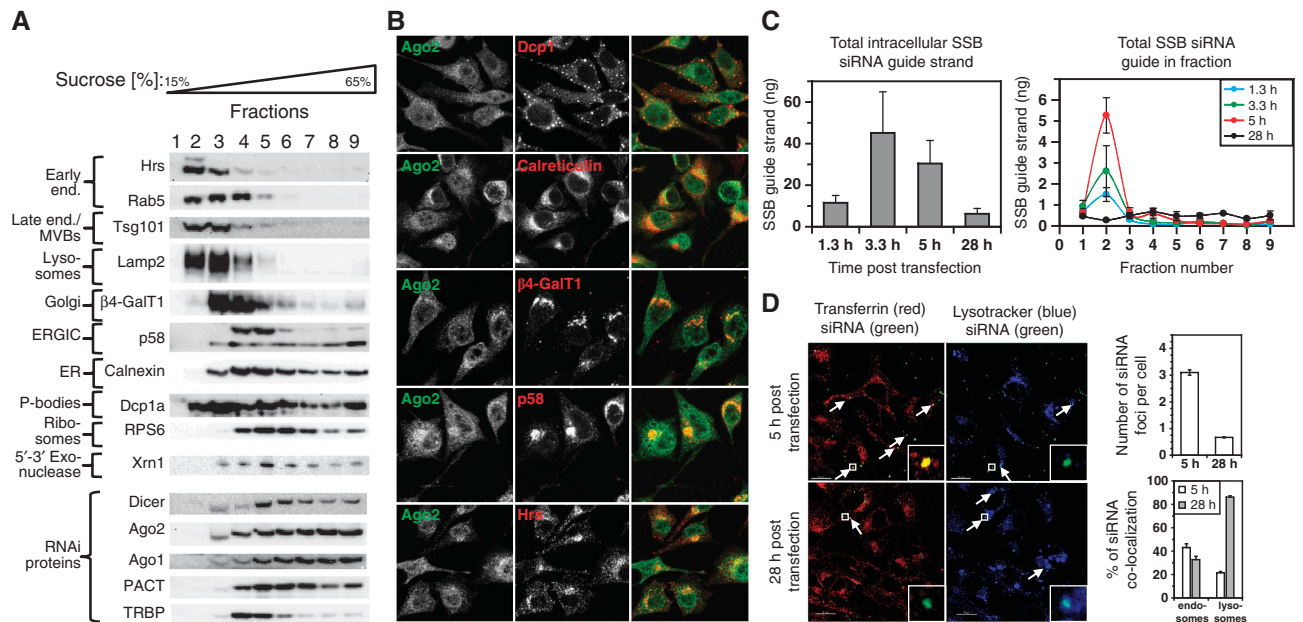 A
Sucrose [%]:
15%
65%
Fractions
1 2 3 4 5 6 7 8 9
Early end.
Hrs
Rab5
Late end./ MVBs
Tsg101
Lyso- somes
Lamp2
Golgi
β4-GalT1
ERGIC
p58
ER
Calnexin
P-bodies
Dcp1a
Ribo- somes
RPS6
5′-3′ Exo- nuclease
Xrn1
RNAi proteins
Dicer
Ago2
Ago1
PACT
TRBP
B
Ago2
Dcp1
Ago2
Calreticulin
Ago2
β4-GalT1
Ago2
p58
Ago2
Hrs
C
Total intracellular SSB
siRNA guide strand
SSB guide strand (ng)
60
40
20
0
1.3 h 3.3 h 5 h 28 h
Time post transfection
Total SSB siRNA
guide in fraction
SSB guide strand (ng)
6
5
4
3
2
1
0
1.3 h
3.3 h
5 h
28 h
0 1 2 3 4 5 6 7 8 9
Fraction number
D
Transferrin (red)
siRNA (green)
Lysotracker (blue)
siRNA (green)
5 h post
transfection
28 h post
transfection
Number of siRNA
foci per cell
4
3
2
1
0
5 h 28 h
% of siRNA
co-localization
100
80
60
40
20
0
5 h
28 h
endo- somes
lyso- somes